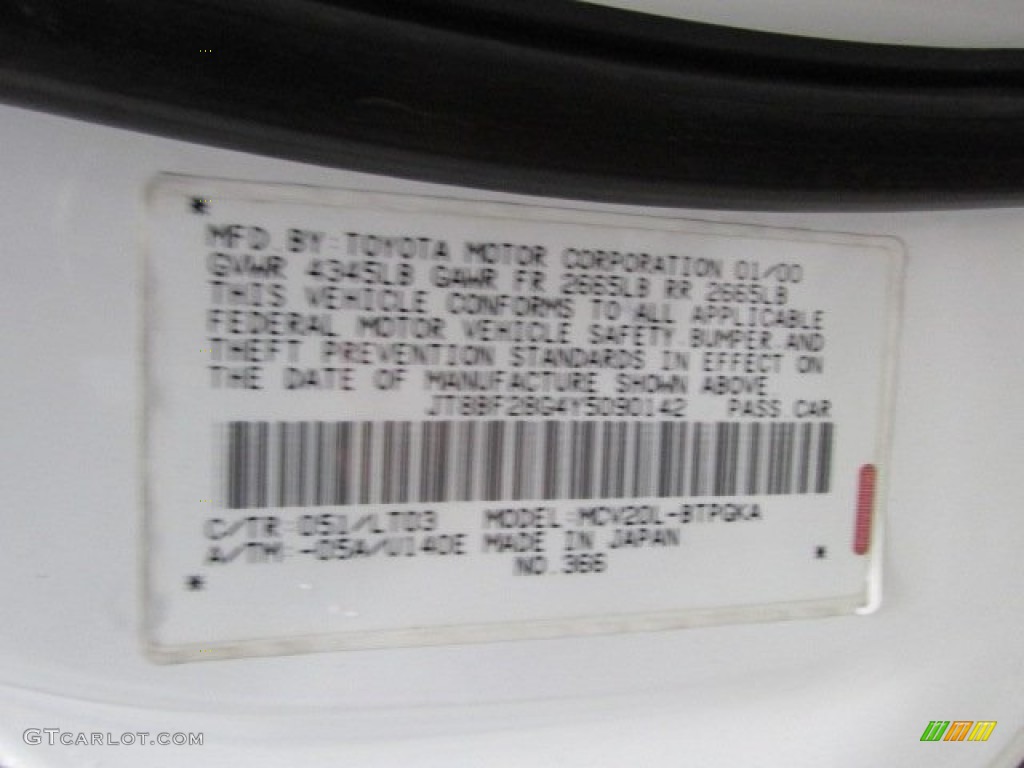 MFD.BY:TOYOTA MOTOR CORPORATION 01/00
GVWR 4345LB GAWR FR 2665LB RR 2665LB
THIS VEHICLE CONFORMS TO ALL APPLICABLE
FEDERAL MOTOR VEHICLE SAFETY.BUMPER.AND
THEFT PREVENTION STANDARDS IN EFFECT ON
THE DATE OF MANUFACTURE SHOWN ABOVE
JT8BF28G4Y5090142 PASS.CAR
C/TR:051/LT03 MODEL:MCV20L-BTPGKA
A/TM:-05A/U140E MADE IN JAPAN
NO.366
GTCARLOT.COM